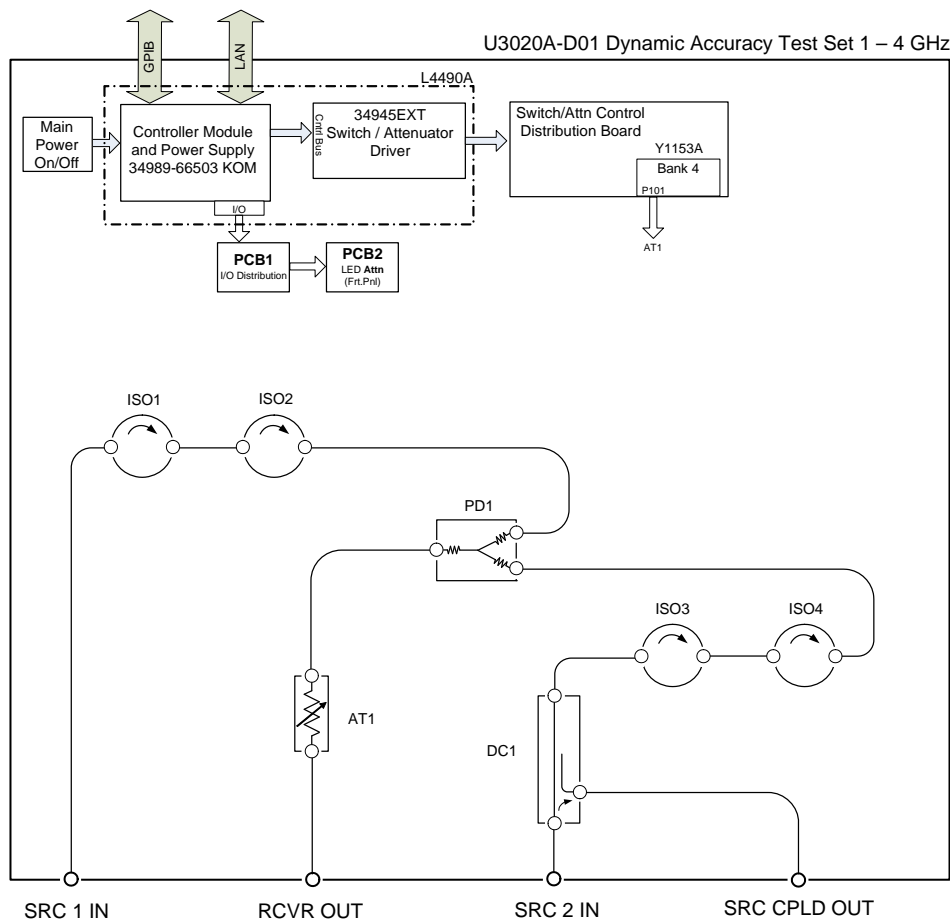 U3020A-D01 Dynamic Accuracy Test Set 1 – 4 GHz
GPIB
LAN
L4490A
Main
Power
On/Off
Controller Module
and Power Supply
34989-66503 KOM
I/O
Cntrl Bus
34945EXT
Switch / Attenuator
Driver
Switch/Attn Control
Distribution Board
Y1153A
Bank 4
P101
AT1
PCB1
I/O Distribution
PCB2
LED Attn
(Frt.Pnl)
ISO1
ISO2
PD1
ISO3
ISO4
AT1
DC1
SRC 1 IN
RCVR OUT
SRC 2 IN
SRC CPLD OUT